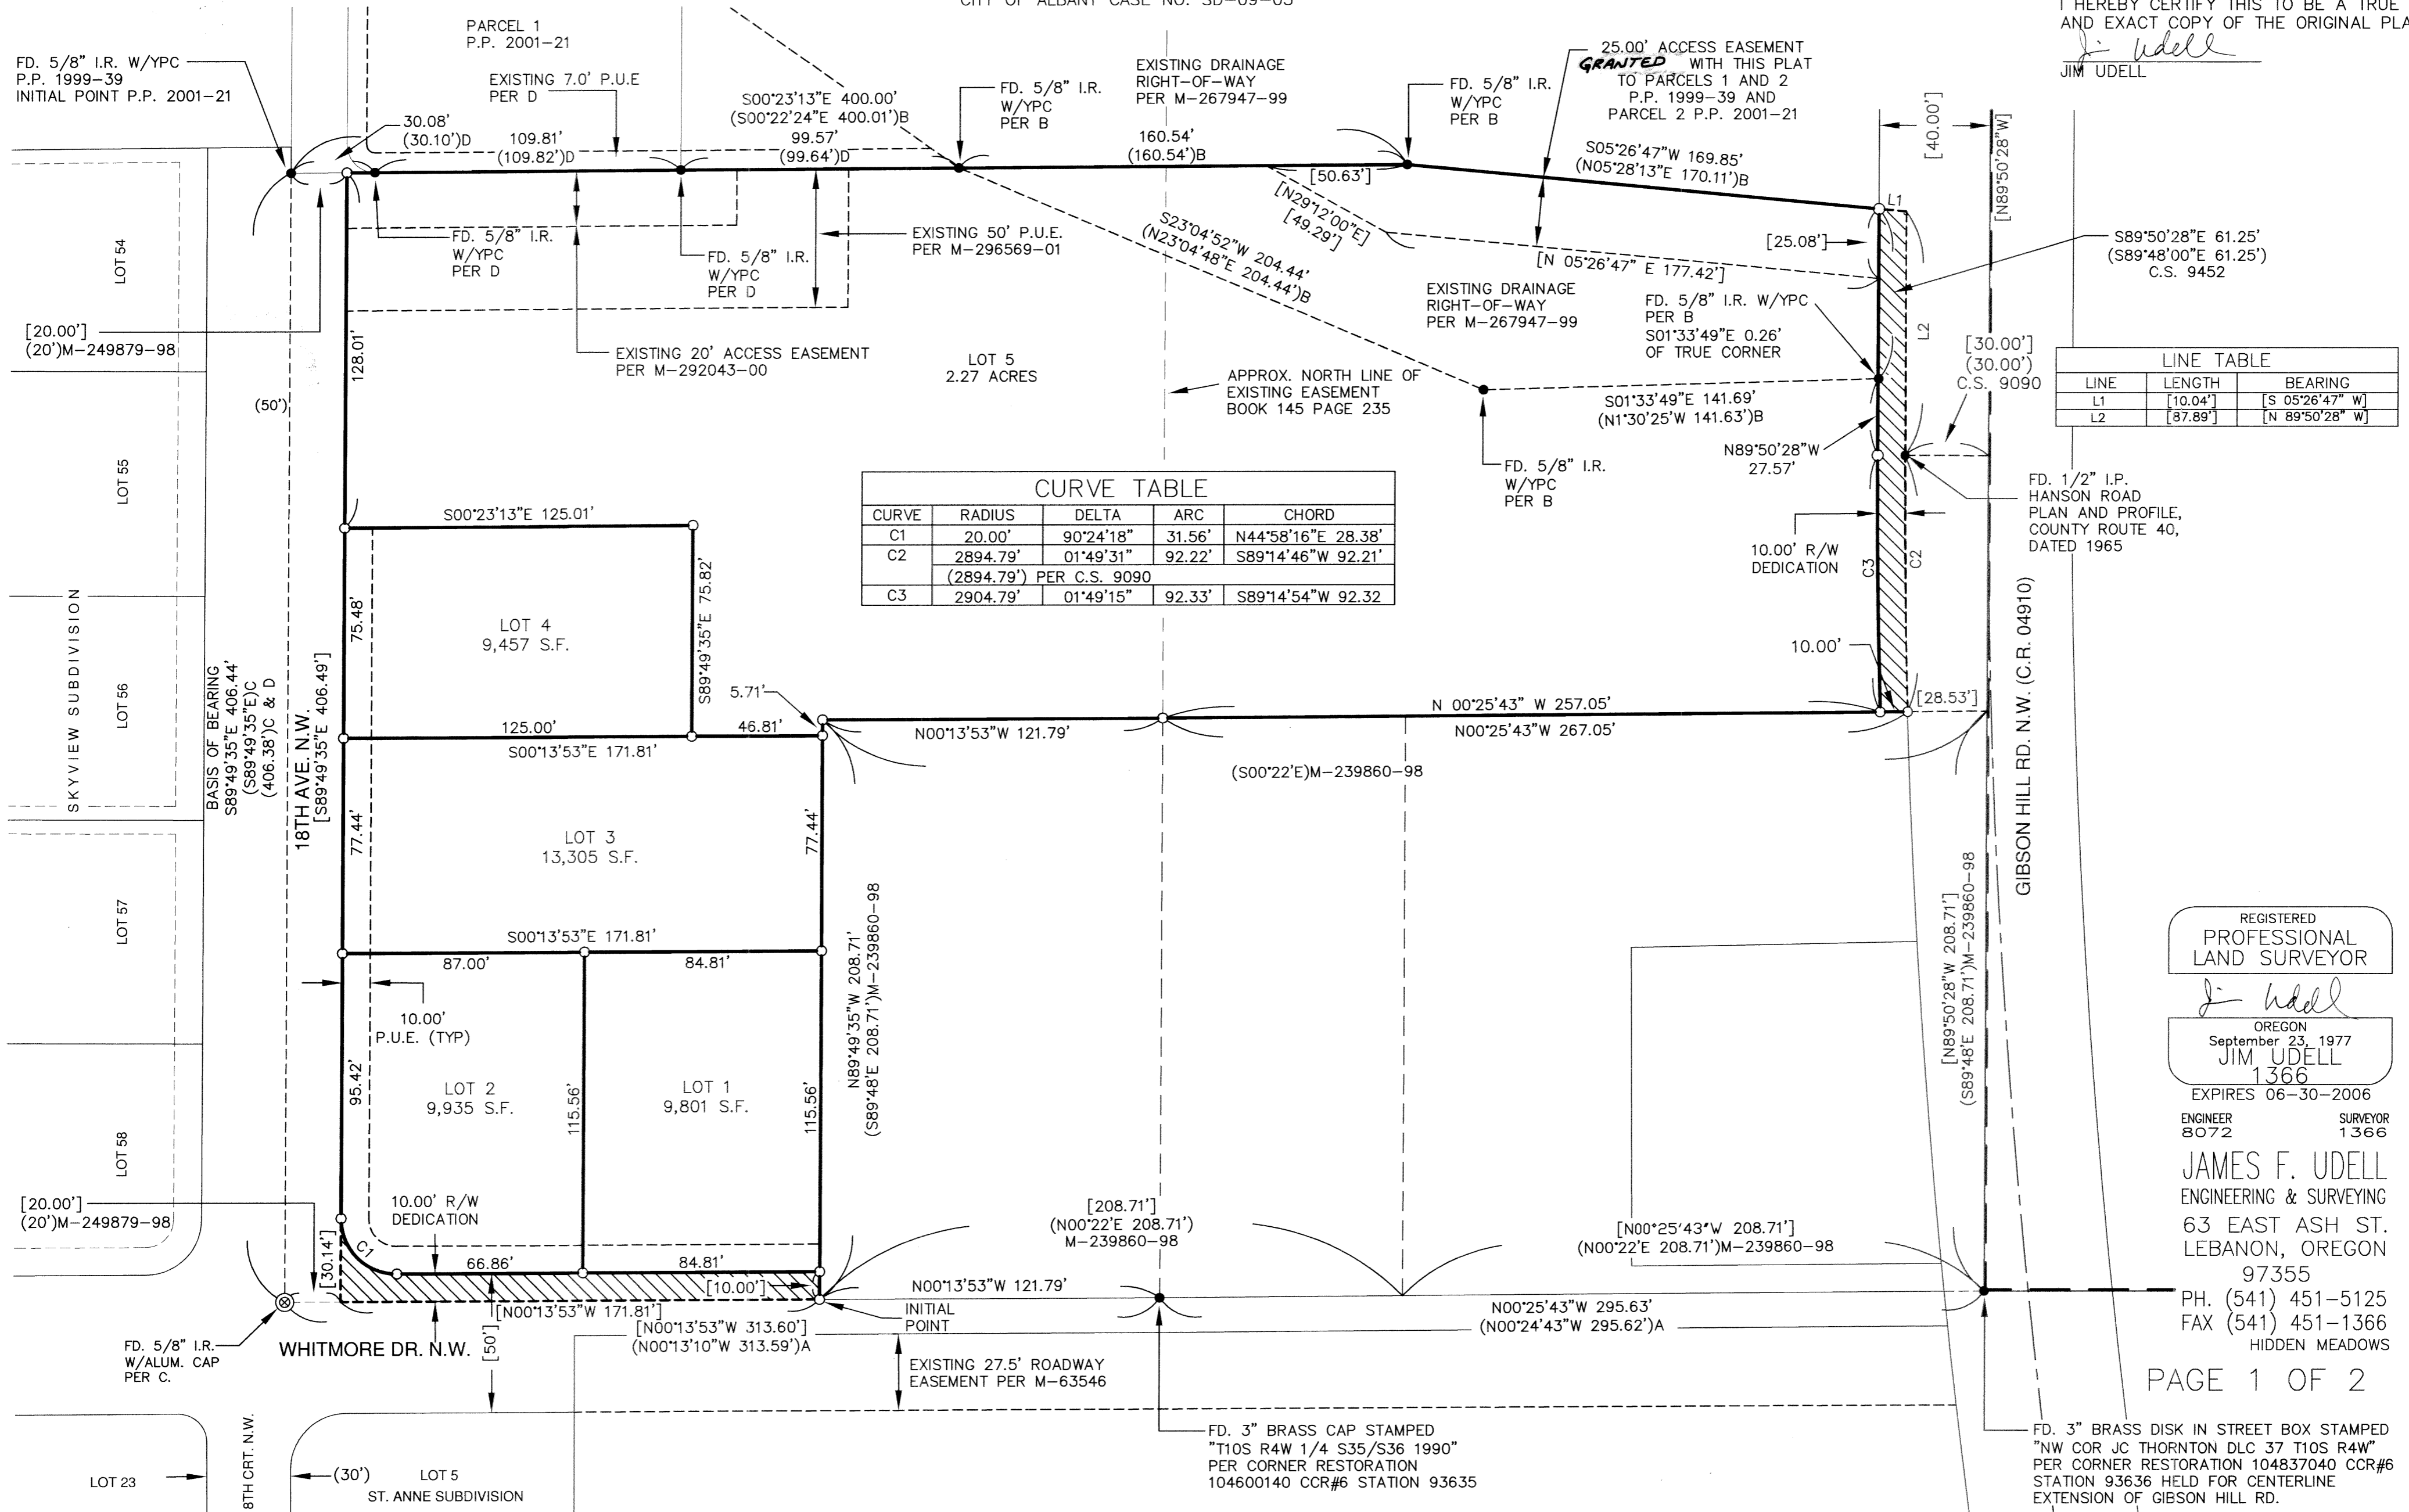 CITY OF ALBANY CASE NO. SD-09-03
I HEREBY CERTIFY THIS TO BE A TRUE
AND EXACT COPY OF THE ORIGINAL
Jim Udell
JIM UDELL
PARCEL 1
P.P. 2001-21
FD. 5/8" I.R. W/YPC
P.P. 1999-39
INITIAL POINT P.P. 2001-21
EXISTING 7.0' P.U.E
PER D
30.08'
(30.10')D
109.81'
(109.82')D
S00°23'13"E 400.00'
(S00°22'24"E 400.01')B
99.57'
(99.64')D
FD. 5/8" I.R.
W/YPC
PER B
EXISTING DRAINAGE
RIGHT-OF-WAY
PER M-267947-99
160.54'
(160.54')B
FD. 5/8" I.R.
W/YPC
PER B
25.00' ACCESS EASEMENT
GRANTED WITH THIS PLAT
TO PARCELS 1 AND 2
P.P. 1999-39 AND
PARCEL 2 P.P. 2001-21
S05°26'47"W 169.85'
(N05°28'13"E 170.11')B
[40.00']
[N89°50'28"W]
L1
[50.63']
[N29°12'00"E]
[49.29']
[25.08']
S89°50'28"E 61.25'
(S89°48'00"E 61.25')
C.S. 9452
[N 05°26'47" E 177.42']
S23°04'52"W 204.44'
(N23°04'48"E 204.44')B
FD. 5/8" I.R.
W/YPC
PER D
FD. 5/8" I.R.
W/YPC
PER D
EXISTING 50' P.U.E.
PER M-296569-01
EXISTING DRAINAGE
RIGHT-OF-WAY
PER M-267947-99
FD. 5/8" I.R. W/YPC
PER B
S01°33'49"E 0.26'
OF TRUE CORNER
L2
[30.00']
(30.00')
C.S. 9090
LINE TABLE
LINE LENGTH BEARING
L1 [10.04'] [S 05°26'47" W]
L2 [87.89'] [N 89°50'28" W]
LOT 54
[20.00']
(20')M-249879-98
128.01'
EXISTING 20' ACCESS EASEMENT
PER M-292043-00
LOT 5
2.27 ACRES
APPROX. NORTH LINE OF
EXISTING EASEMENT
BOOK 145 PAGE 235
S01°33'49"E 141.69'
(N1°30'25'W 141.63')B
N89°50'28"W
27.57'
(50')
LOT 55
FD. 5/8" I.R.
W/YPC
PER B
FD. 1/2" I.P.
HANSON ROAD
PLAN AND PROFILE,
COUNTY ROUTE 40,
DATED 1965
CURVE TABLE
CURVE RADIUS DELTA ARC CHORD
C1 20.00' 90°24'18" 31.56' N44°58'16"E 28.38'
C2 2894.79' 01°49'31" 92.22' S89°14'46"W 92.21'
(2894.79') PER C.S. 9090
C3 2904.79' 01°49'15" 92.33' S89°14'54"W 92.32
10.00' R/W
DEDICATION
C3
C2
S00°23'13"E 125.01'
75.48'
LOT 4
9,457 S.F.
S89°49'35"E 75.82'
SKYVIEW SUBDIVISION
LOT 56
BASIS OF BEARING
S89°49'35"E 406.44'
(S89°49'35"E)C
(406.38')C & D
18TH AVE. N.W.
[S89°49'35"E 406.49']
GIBSON HILL RD. N.W. (C.R. 04910)
10.00'
[28.53']
5.71'
125.00'
46.81'
S00°13'53"E 171.81'
N00°13'53"W 121.79'
N 00°25'43" W 257.05'
N00°25'43"W 267.05'
(S00°22'E)M-239860-98
77.44'
LOT 3
13,305 S.F.
77.44'
LOT 57
S00°13'53"E 171.81'
87.00'
84.81'
N89°49'35"W 208.71'
(S89°48'E 208.71')M-239860-98
[N89°50'28"W 208.71']
(S89°48'E 208.71')M-239860-98
10.00'
P.U.E. (TYP)
95.42'
LOT 2
9,935 S.F.
115.56'
LOT 1
9,801 S.F.
115.56'
LOT 58
REGISTERED
PROFESSIONAL
LAND SURVEYOR
Jim Udell
OREGON
September 23, 1977
JIM UDELL
1366
EXPIRES 06-30-2006
ENGINEER SURVEYOR
8072 1366
JAMES F. UDELL
ENGINEERING & SURVEYING
63 EAST ASH ST.
LEBANON, OREGON
97355
PH. (541) 451-5125
FAX (541) 451-1366
HIDDEN MEADOWS
PAGE 1 OF 2
[20.00']
(20')M-249879-98
[30.14']
C1
10.00' R/W
DEDICATION
66.86'
84.81'
[10.00']
[N00°13'53"W 171.81']
[208.71']
(N00°22'E 208.71')
M-239860-98
[N00°25'43"W 208.71']
(N00°22'E 208.71')M-239860-98
N00°13'53"W 121.79'
INITIAL
POINT
N00°25'43"W 295.63'
(N00°24'43"W 295.62')A
[N00°13'53"W 313.60']
(N00°13'10"W 313.59')A
FD. 5/8" I.R.
W/ALUM. CAP
PER C.
WHITMORE DR. N.W.
[50']
EXISTING 27.5' ROADWAY
EASEMENT PER M-63546
FD. 3" BRASS CAP STAMPED
"T10S R4W 1/4 S35/S36 1990"
PER CORNER RESTORATION
104600140 CCR#6 STATION 93635
FD. 3" BRASS DISK IN STREET BOX STAMPED
"NW COR JC THORNTON DLC 37 T10S R4W"
PER CORNER RESTORATION 104837040 CCR#6
STATION 93636 HELD FOR CENTERLINE
EXTENSION OF GIBSON HILL RD.
LOT 23
8TH CRT. N.W.
(30')
LOT 5
ST. ANNE SUBDIVISION